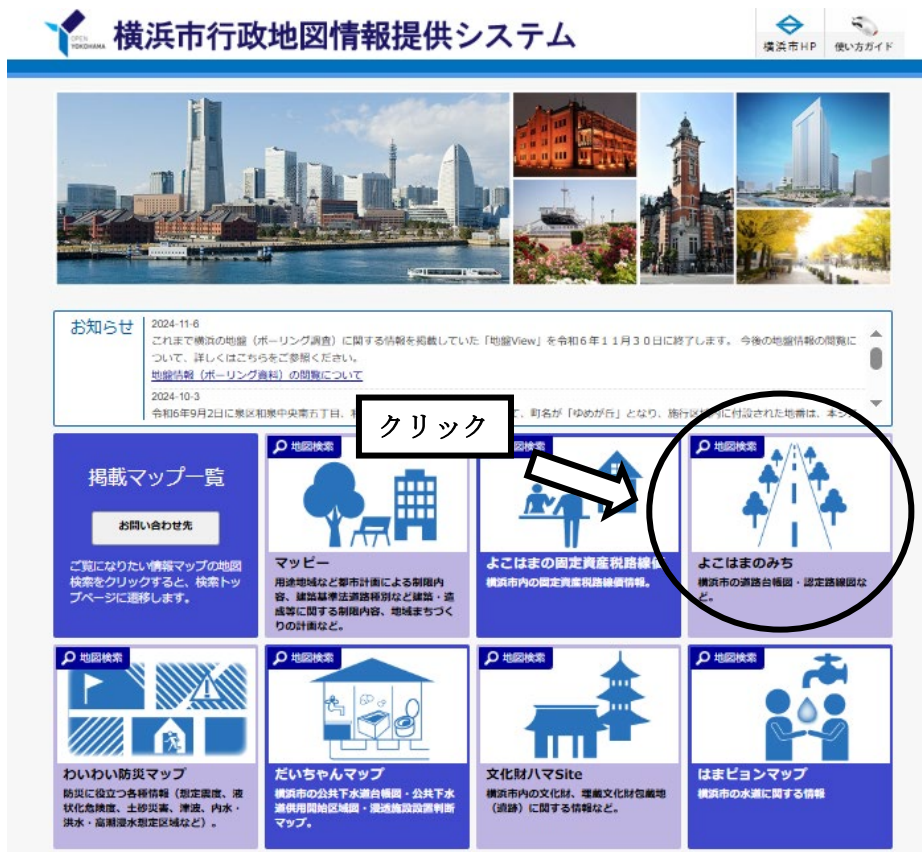 OPEN
YOKOHAMA
横浜市行政地図情報提供システム
横浜市HP
使い方ガイド
お知らせ
2024-11-6
これまで横浜の地盤(ボーリング調査)に関する情報を掲載していた「地盤View」を令和6年11月30日に終了します。 今後の地盤情報の閲覧に
ついて、詳しくはこちらをご参照ください。
地盤情報(ボーリング資料)の閲覧について
2024-10-3
令和6年9月2日に泉区和泉中央南五丁目、
て、町名が「ゆめが丘」となり、施行区域内に付設された地番は、本シス
クリック
掲載マップ一覧
お問い合わせ先
ご覧になりたい情報マップの地図
検索をクリックすると、検索トッ
プページに遷移します。
地図検索
マッピー
用途地域など都市計画による制限内
容、建築基準法道路種別など建築・造
成等に関する制限内容、地域まちづく
りの計画など。
よこはまの固定資産税路線価
横浜市内の固定資産税路線価情報。
地図検索
よこはまのみち
横浜市の道路台帳図・認定路線図な
ど。
地図検索
わいわい防災マップ
防災に役立つ各種情報(想定震度、液
状化危険度、土砂災害、津波、内水・
洪水・高潮浸水想定区域など)。
地図検索
だいちゃんマップ
横浜市の公共下水道台帳図・公共下水
道供用開始区域図・浸透施設設置判断
マップ。
地図検索
文化財ハマSite
横浜市内の文化財、埋蔵文化財包蔵地
(遺跡)に関する情報など。
地図検索
はまピョンマップ
横浜市の水道に関する情報